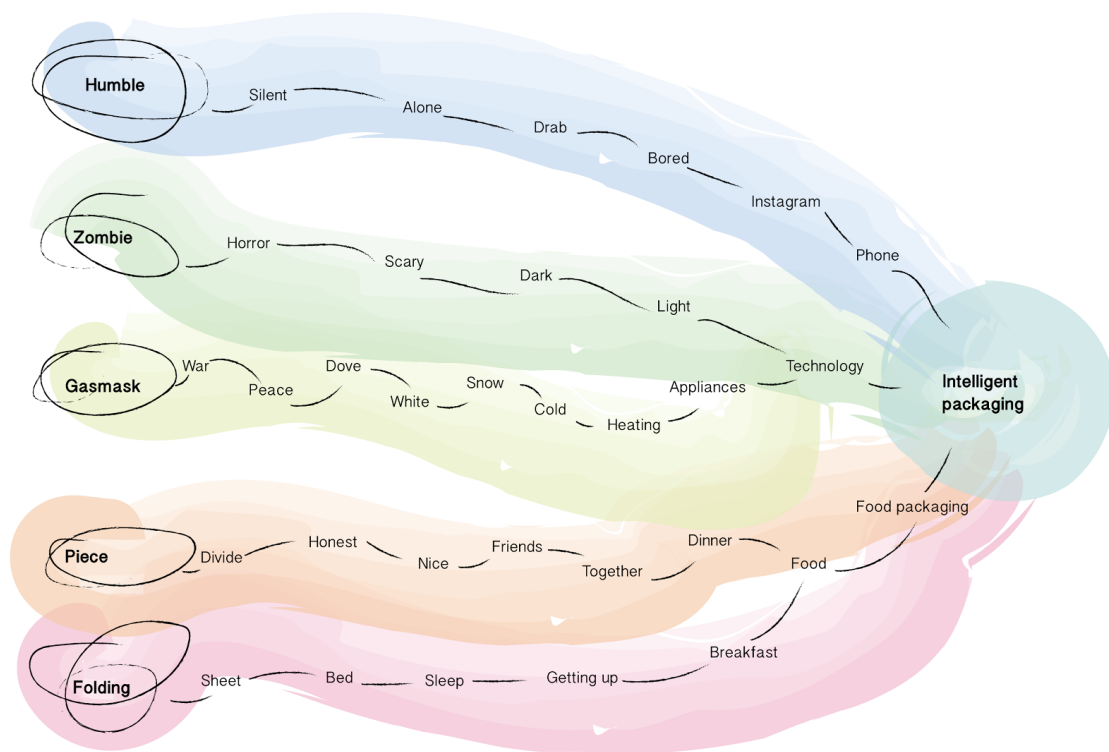 Humble
Silent
Alone
Drab
Bored
Instagram
Phone
Zombie
Horror
Scary
Dark
Light
Technology
Gasmask
War
Peace
Dove
White
Snow
Cold
Heating
Appliances
Intelligent
packaging
Piece
Divide
Honest
Nice
Friends
Together
Dinner
Food
Food packaging
Folding
Sheet
Bed
Sleep
Getting up
Breakfast